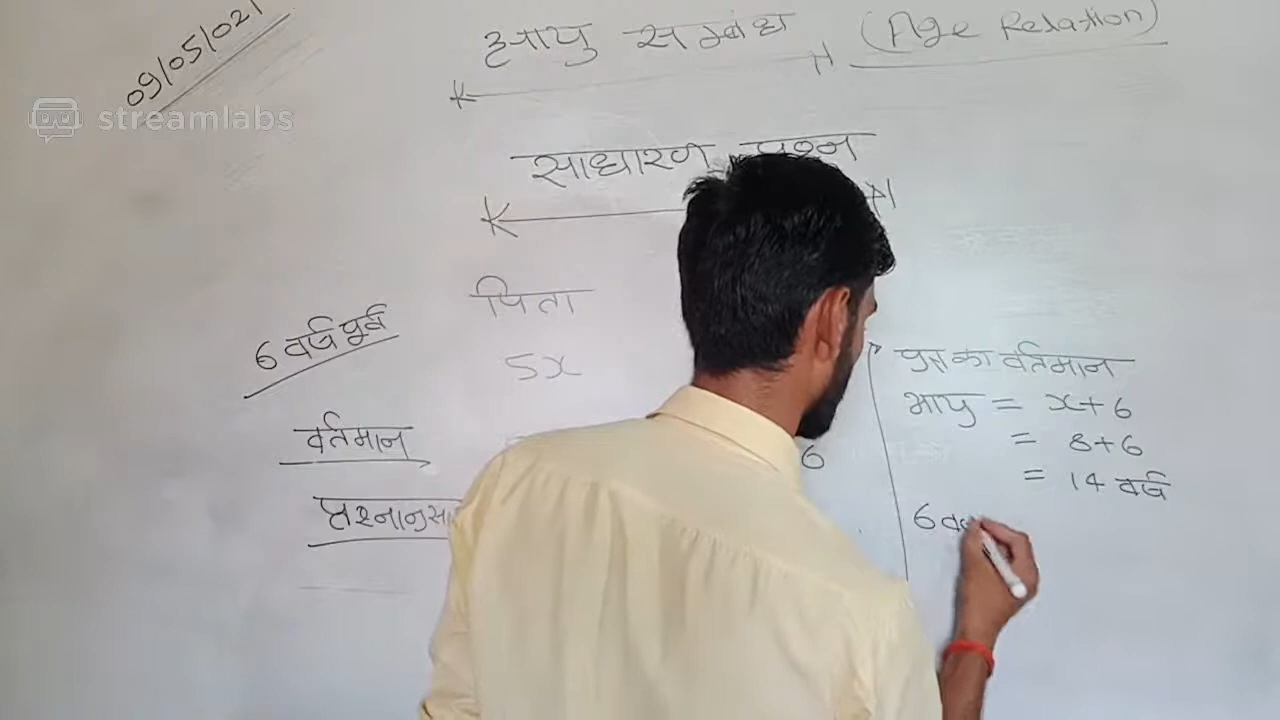 09/05/021
streamlabs
आयु सम्बंध (Age Relation)
साधारण प्रश्न
पिता
6 वर्ष पूर्व
5x
पुत्र का वर्तमान
आयु = x+6
वर्तमान
6
= 8+6
= 14 वर्ष
प्रश्नानुसा
6 व